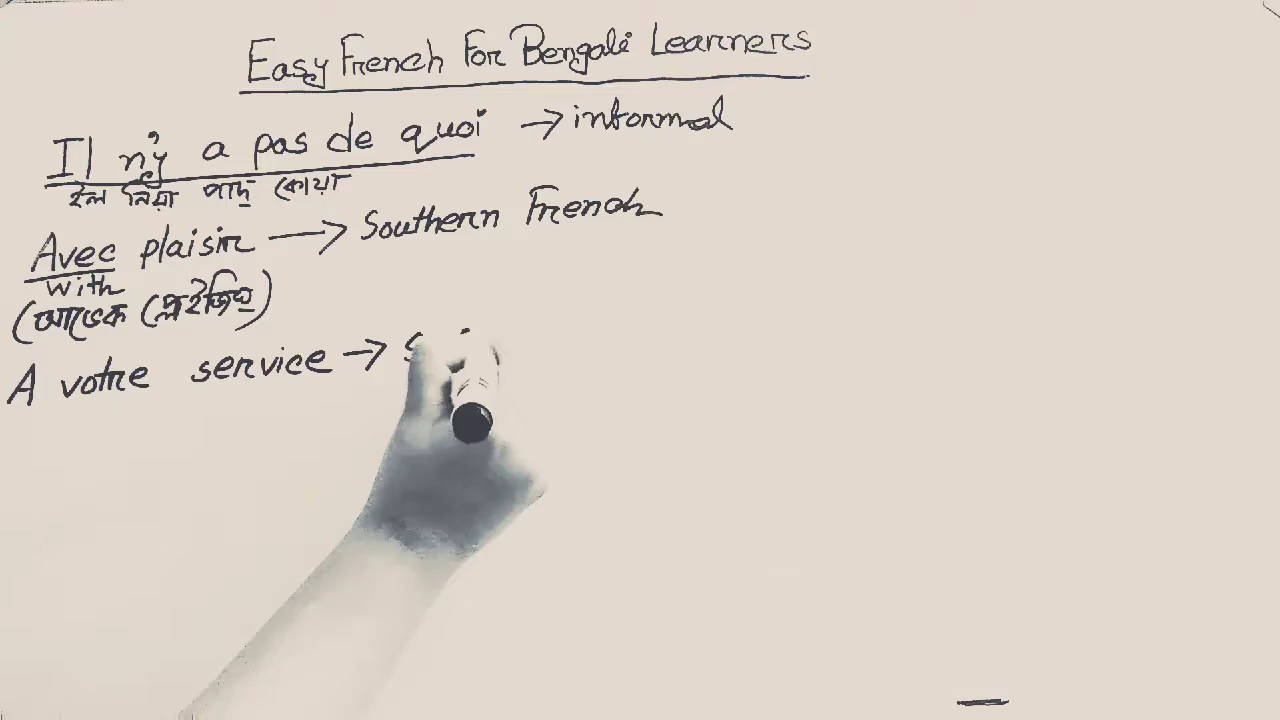 Easy French For Bengali Learners
Il n'y a pas de quoi → informal
ইল নিয়া পাদ্ কোয়া
Avec plaisir → Southern French
with
(আভেক প্লেইজির)
A votre service → S